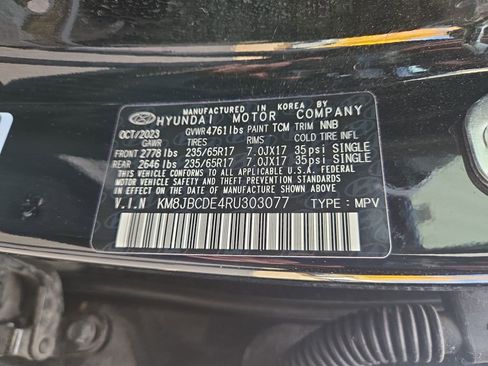 MANUFACTURED IN KOREA BY
HYUNDAI MOTOR COMPANY
OCT/2023 GVWR 4761lbs PAINT TCM TRIM NNB
GAWR TIRES RIMS COLD TIRE INFL
FRONT 2778 lbs 235/65R17 7.0JX17 35psi SINGLE
REAR 2646 lbs 235/65R17 7.0JX17 35psi SINGLE
THIS VEHICLE CONFORMS TO ALL APPLICABLE U.S.A. FEDERAL
MOTOR VEHICLE SAFETY AND THEFT PREVENTION STANDARDS
IN EFFECT ON THE DATE OF MANUFACTURE SHOWN ABOVE.
V.I.N KM8JBCDE4RU303077 TYPE : MPV